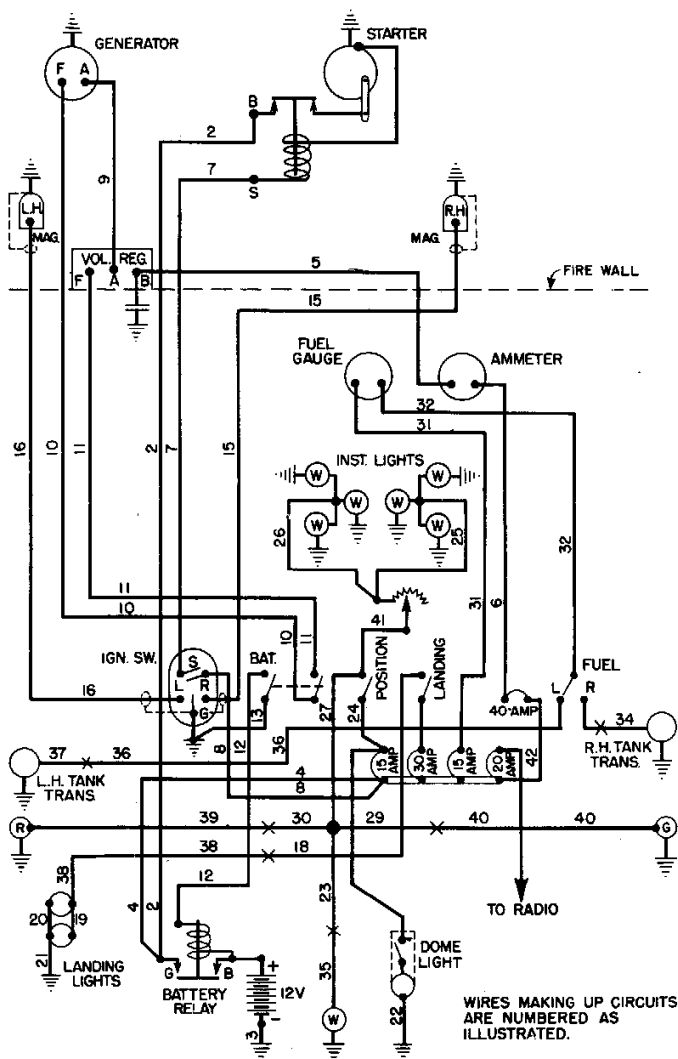 GENERATOR
STARTER
F A
B
2
7
S
9
L.H
MAG.
R.H
MAG.
VOL. REG.
F A B
5
FIRE WALL
15
FUEL
GAUGE
AMMETER
32
31
16
10
11
2
7
15
INST. LIGHTS
W
W
W
W
W
W
26
25
32
31
6
11
10
41
10
11
IGN. SW.
S
L
R
G
BAT.
POSITION
LANDING
L
FUEL
R
16
13
27
24
40 AMP
34
8
12
36
42
37
36
L.H. TANK
TRANS.
R.H. TANK
TRANS.
15
AMP
30
AMP
15
AMP
20
AMP
4
8
39
30
29
40
40
R
G
38
18
38
12
23
TO RADIO
20
19
4
2
21
LANDING
LIGHTS
G
B
BATTERY
RELAY
+
12V
-
3
35
W
DOME
LIGHT
22
WIRES MAKING UP CIRCUITS
ARE NUMBERED AS
ILLUSTRATED.